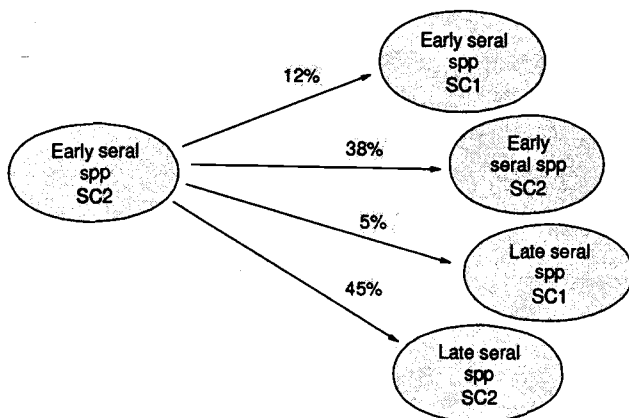 Early seral
spp
SC1
12%
Early seral
spp
SC2
38%
Early
seral spp
SC2
5%
Late seral
spp
SC1
45%
Late seral
spp
SC2